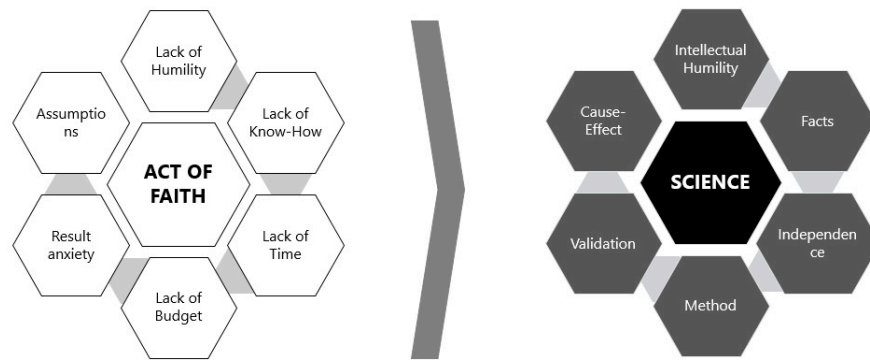 Lack of
Humility
Lack of
Know-How
Lack of
Time
Lack of
Budget
Result
anxiety
Assumptio
ns
ACT OF
FAITH
Intellectual
Humility
Facts
Independen
ce
Method
Validation
Cause-
Effect
SCIENCE